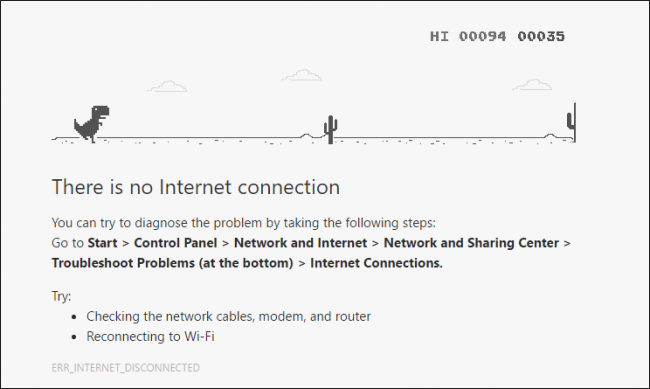 HI 00094 00035
There is no Internet connection
You can try to diagnose the problem by taking the following steps:
Go to Start > Control Panel > Network and Internet > Network and Sharing Center >
Troubleshoot Problems (at the bottom) > Internet Connections.
Try:
• Checking the network cables, modem, and router
• Reconnecting to Wi-Fi
ERR_INTERNET_DISCONNECTED